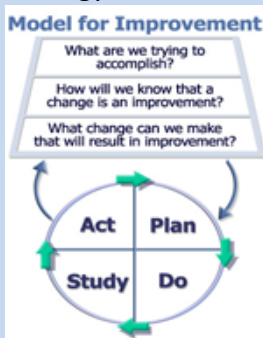 Model for Improvement
What are we trying to
accomplish?
How will we know that a
change is an improvement?
What change can we make
that will result in improvement?
Act
Plan
Study
Do